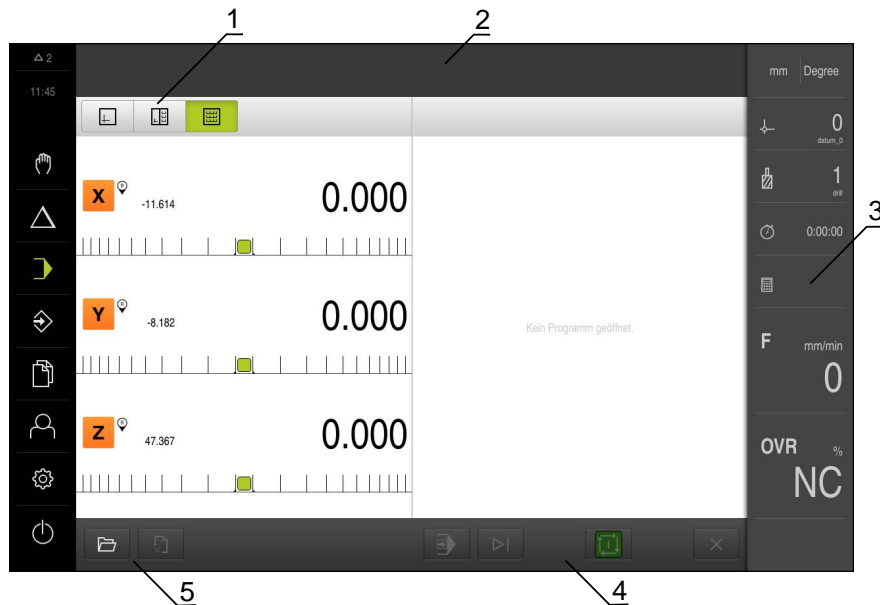 1
2
2
11:45
mm Degree
0
datum_0
1
drill
3
0:00:00
X R -11.614 0.000
Y R -8.182 0.000
Kein Programm geöffnet.
F mm/min
0
Z R 47.367 0.000
OVR %
NC
5
4